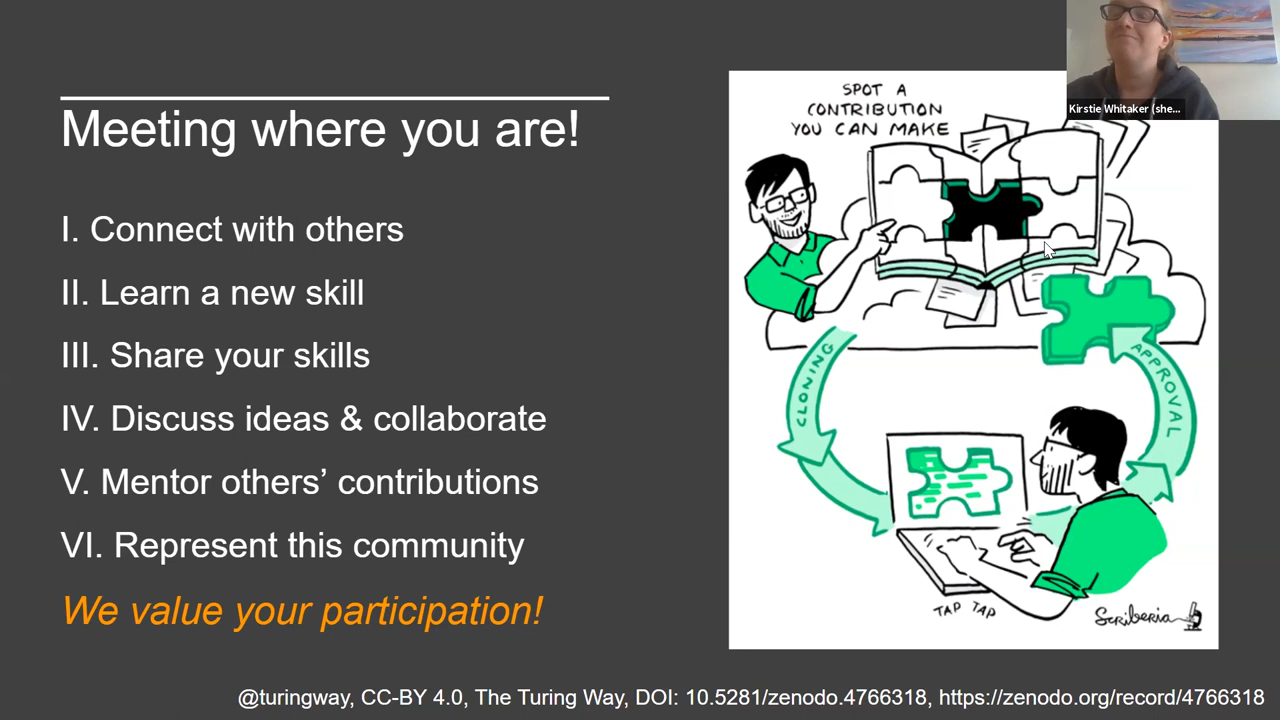 Meeting where you are!
I. Connect with others
II. Learn a new skill
III. Share your skills
IV. Discuss ideas & collaborate
V. Mentor others’ contributions
VI. Represent this community
We value your participation!
SPOT A
CONTRIBUTION
YOU CAN MAKE
Kirstie Whitaker (she...
CLONING
APPROVAL
TAP TAP
Scriberia
@turingway, CC-BY 4.0, The Turing Way, DOI: 10.5281/zenodo.4766318, https://zenodo.org/record/4766318